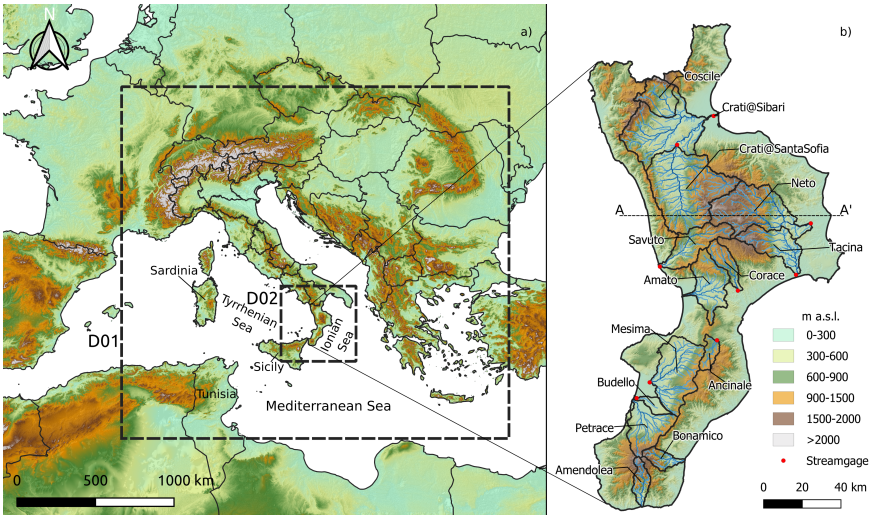 N
a)
Sardinia
D02
Tyrrhenian
Sea
Ionian
Sea
D01
Sicily
Tunisia
Mediterranean Sea
0
500
1000 km
b)
Coscile
Crati@Sibari
Crati@SantaSofia
Neto
A
A'
Savuto
Tacina
Amato
Corace
Mesima
m a.s.l.
0-300
300-600
600-900
900-1500
1500-2000
>2000
Streamgage
Budello
Ancinale
Petrace
Bonamico
Amendolea
0
20
40 km